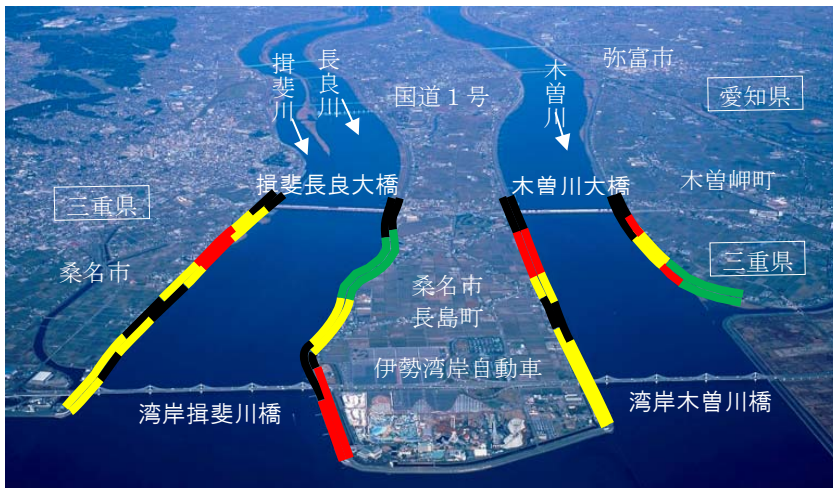 揖斐川
長良川
国道1号
木曽川
弥富市
愛知県
揖斐長良大橋
木曽川大橋
木曽岬町
三重県
桑名市
三重県
桑名市
長島町
伊勢湾岸自動車
湾岸揖斐川橋
湾岸木曽川橋